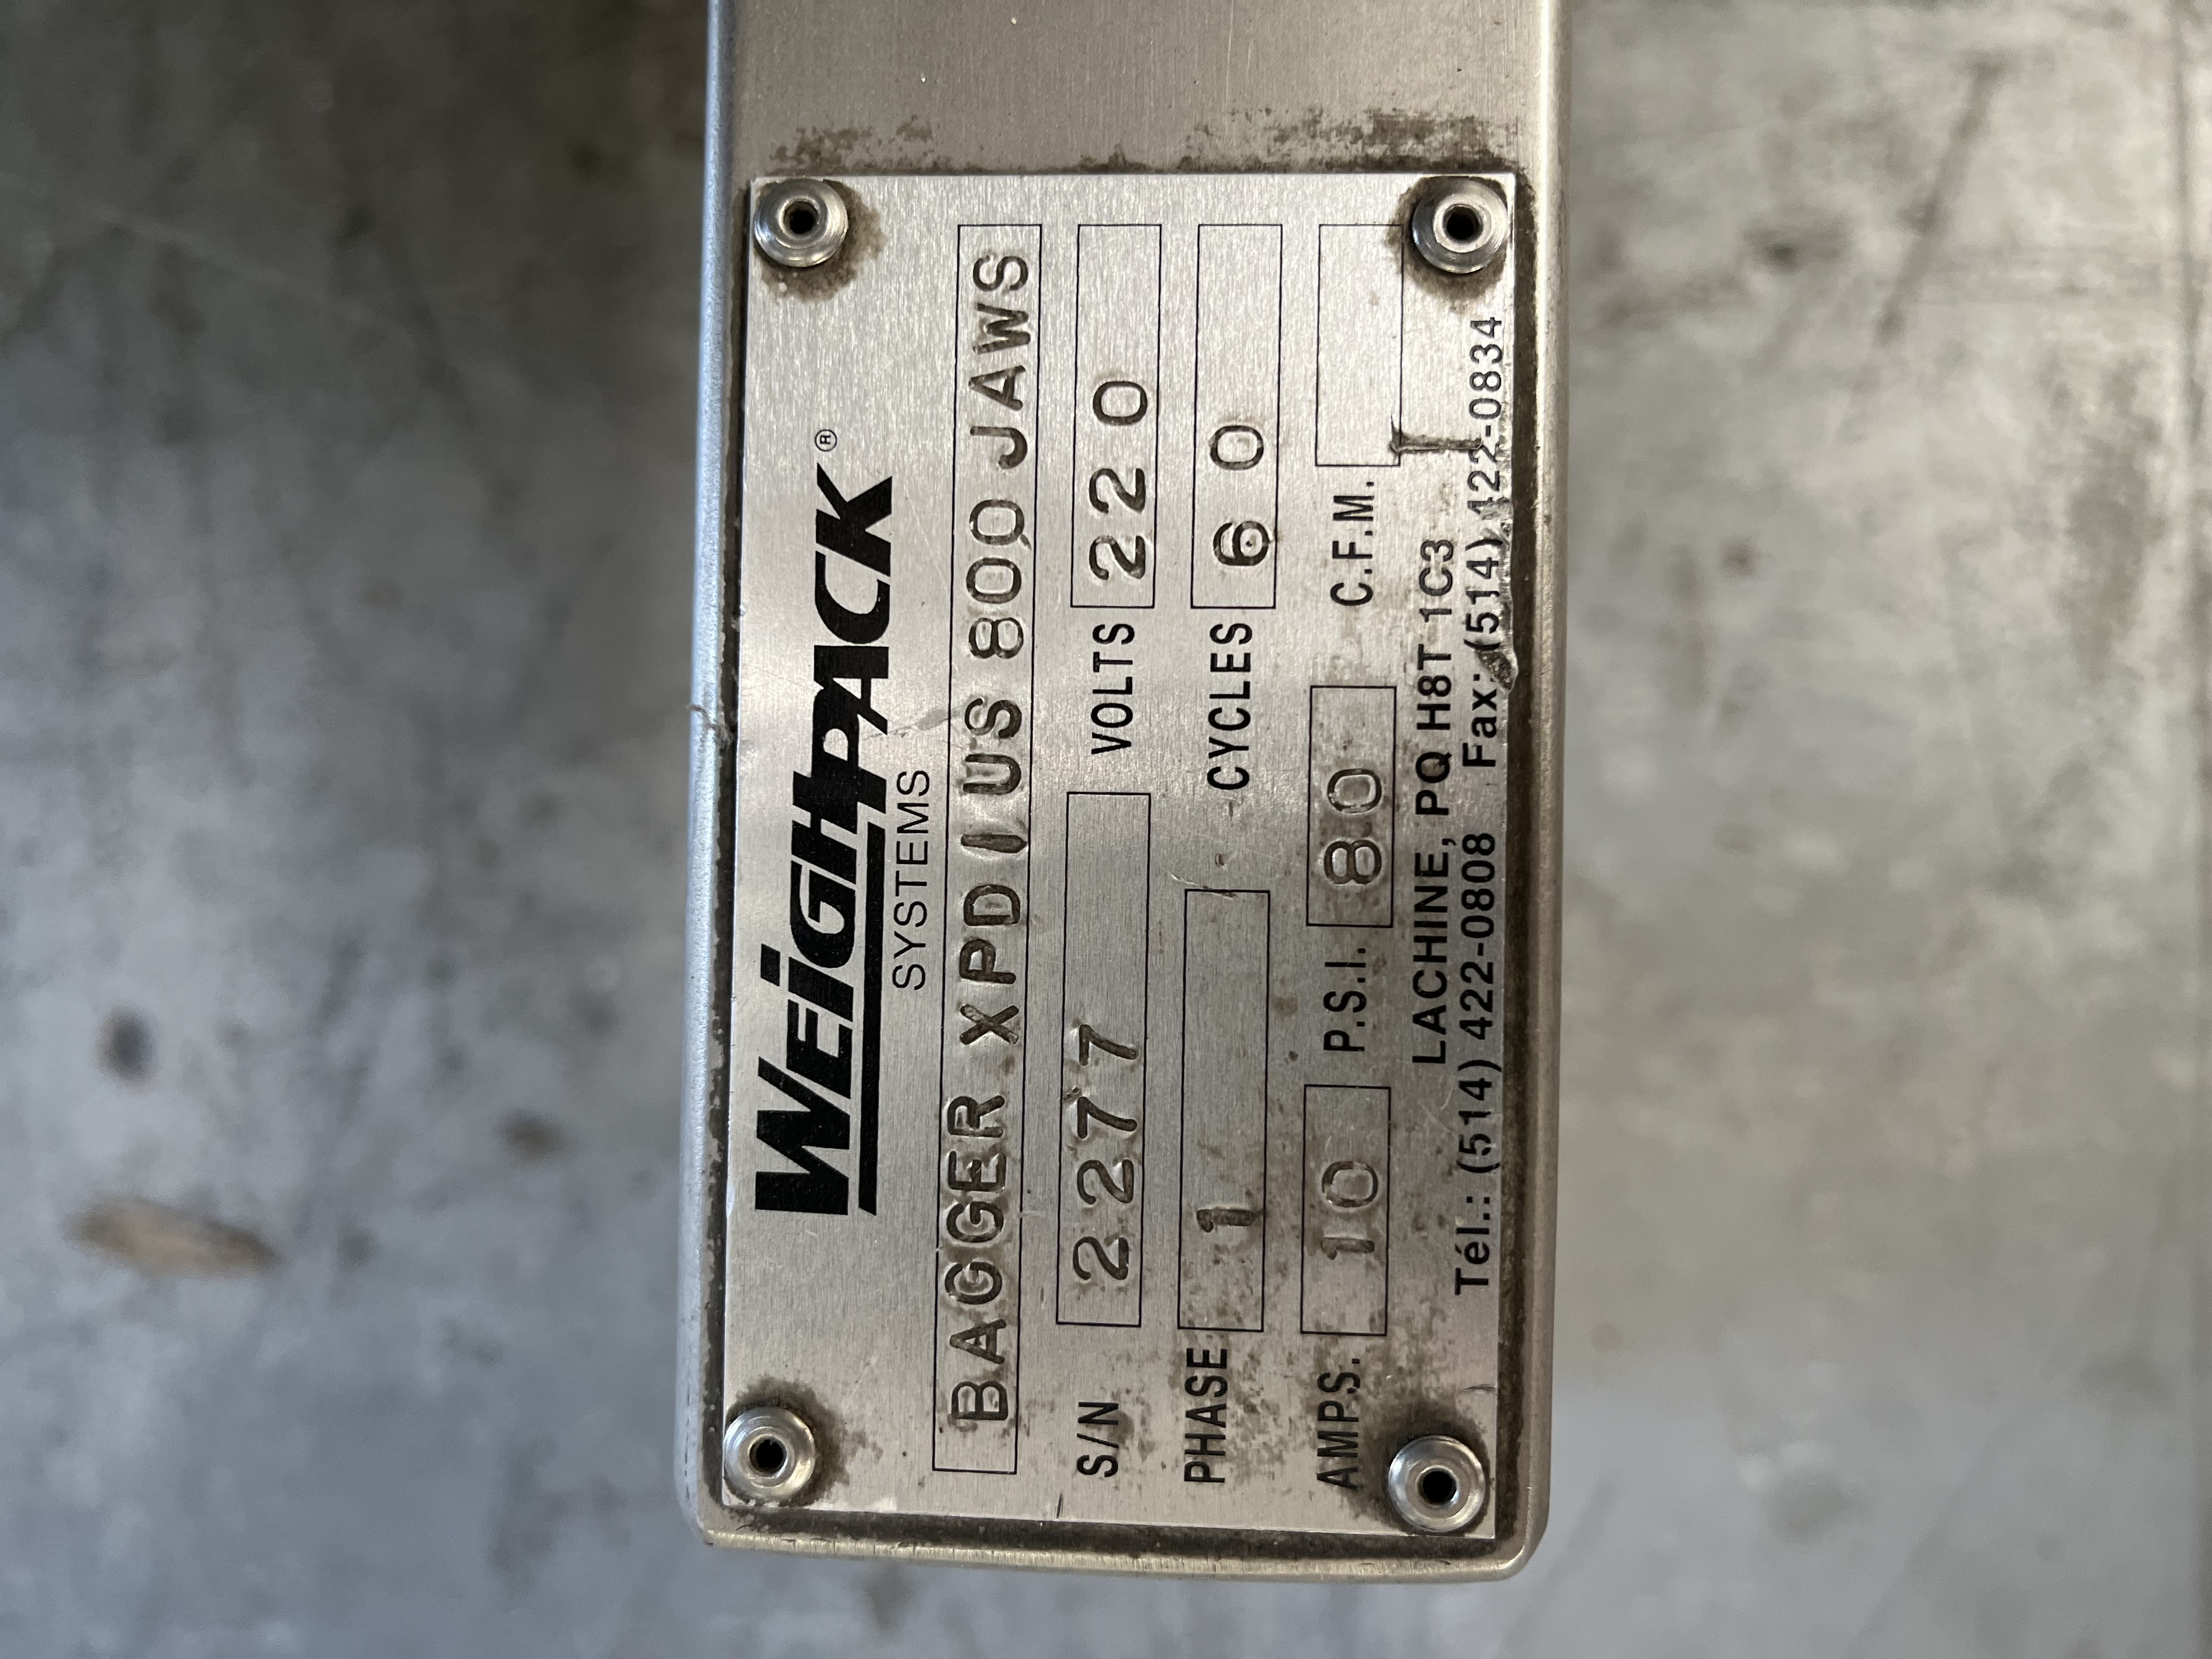 WEiGHPACK®
SYSTEMS
BAGGER XPDIUS 800 JAWS
S/N 2277 VOLTS 220
PHASE 1 CYCLES 60
AMPS. 10 P.S.I. 80 C.F.M.
LACHINE, PQ H8T 1C3
Tél.: (514) 422-0808 Fax: (514) 422-0834